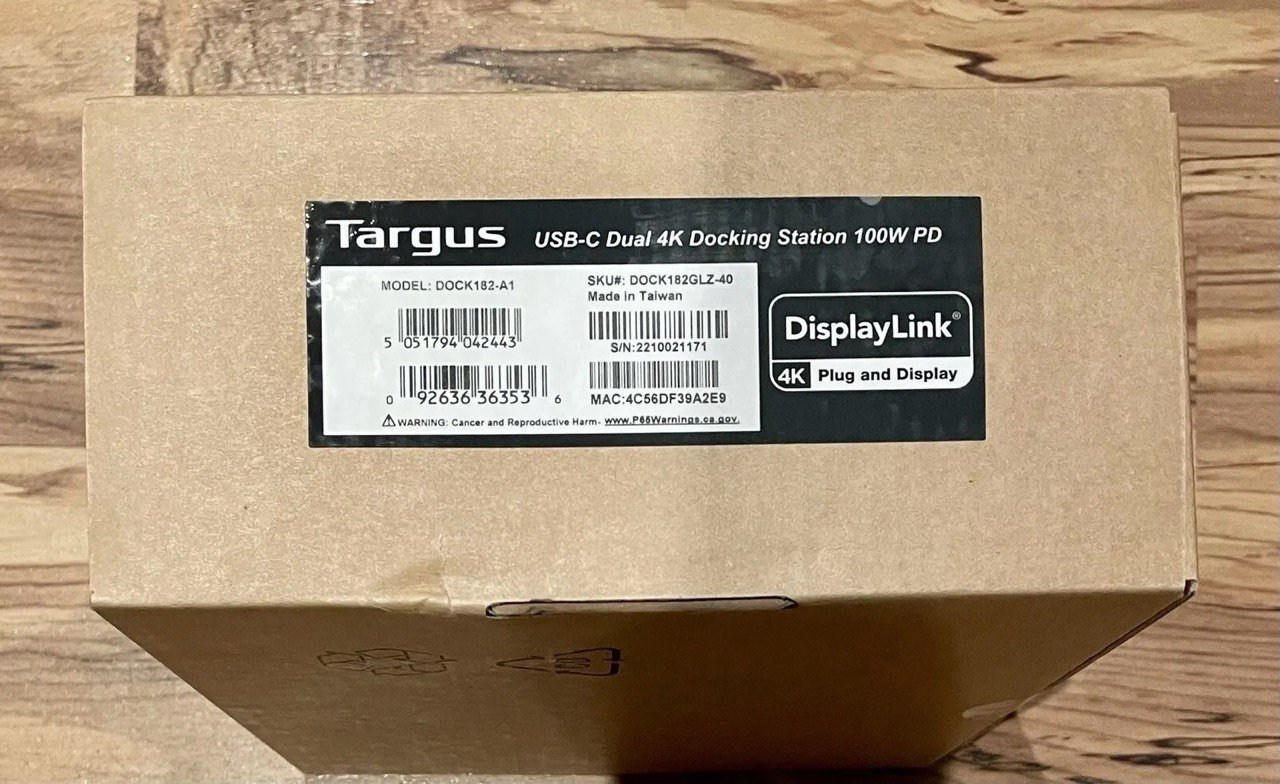 Targus USB-C Dual 4K Docking Station 100W PD
MODEL: DOCK182-A1
5 051794 042443
0 92636 36353 6
SKU#: DOCK182GLZ-40
Made in Taiwan
S/N:2210021171
MAC:4C56DF39A2E9
⚠ WARNING: Cancer and Reproductive Harm- www.P65Warnings.ca.gov.
DisplayLink®
4K Plug and Display